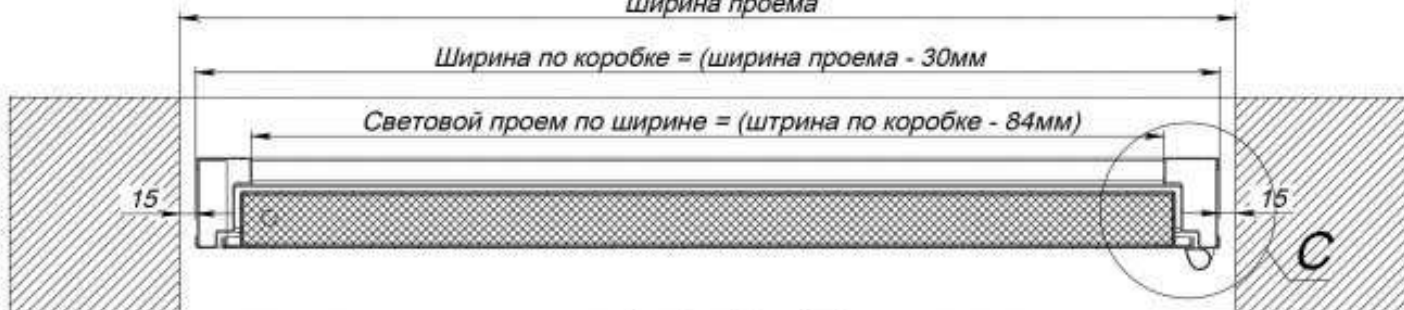 Ширина проема
Ширина по коробке = (ширина проема - 30мм
Световой проем по ширине = (штрина по коробке - 84мм)
15
15
С